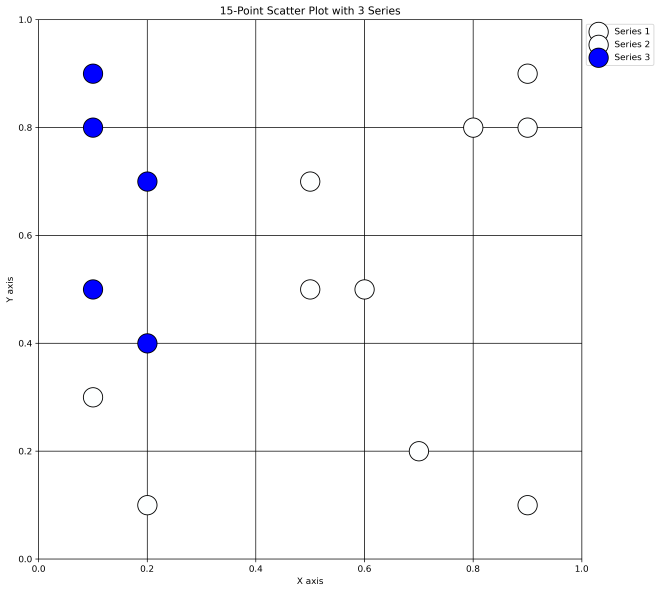 15-Point Scatter Plot with 3 Series
1.0
0.8
0.6
0.4
0.2
0.0
Y axis
0.0 0.2 0.4 0.6 0.8 1.0
X axis
Series 1
Series 2
Series 3